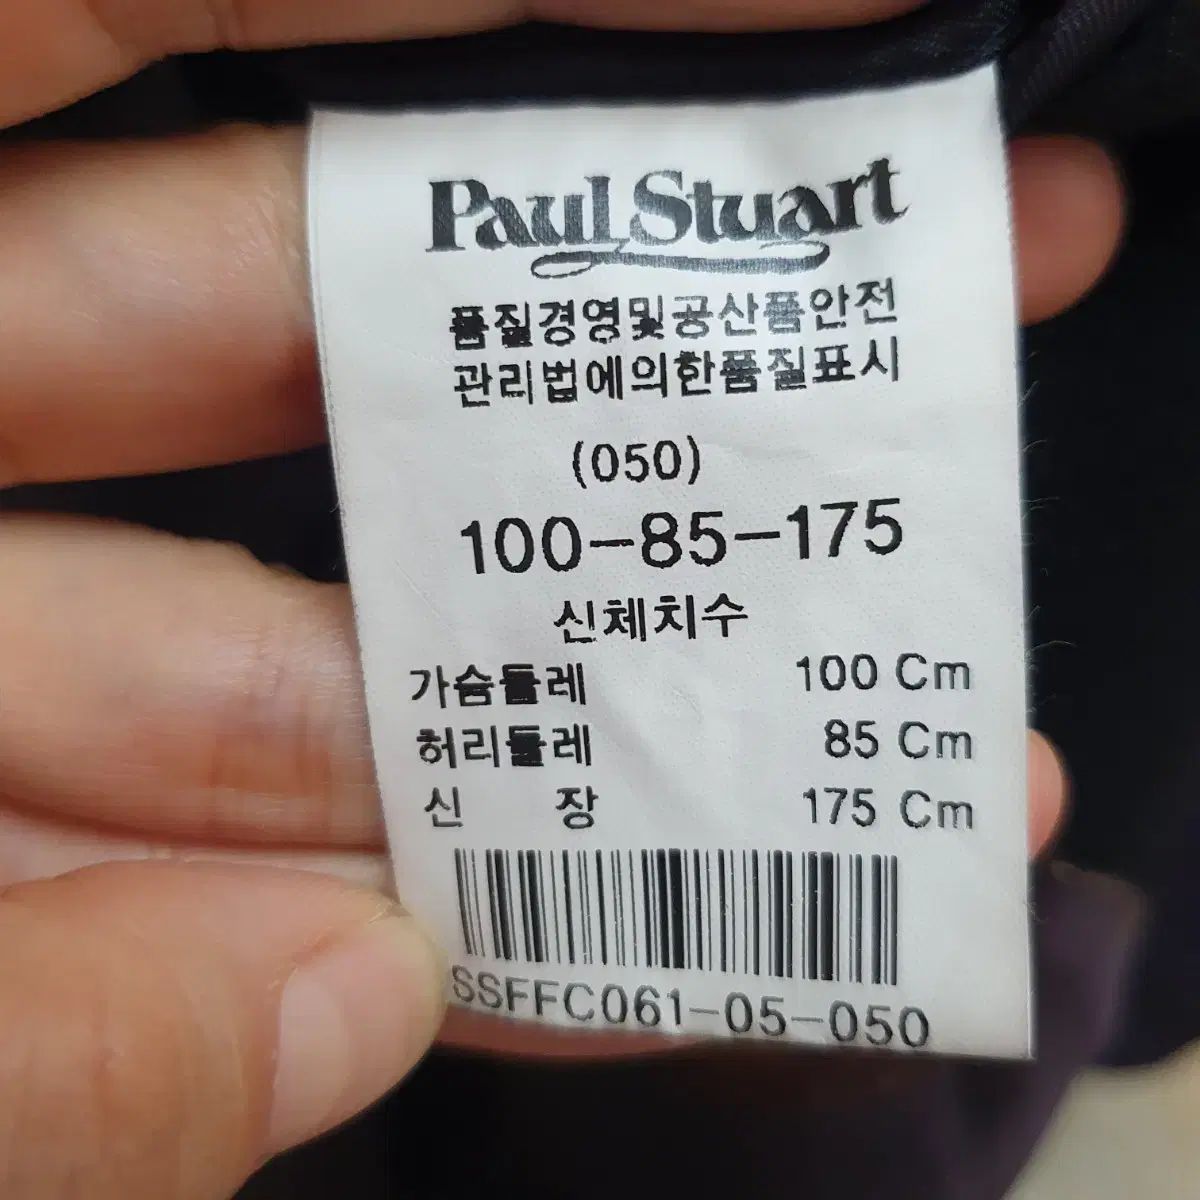 Paul Stuart
품질경영및공산품안전
관리법에의한품질표시
(050)
100-85-175
신체치수
가슴둘레 100 Cm
허리둘레 85 Cm
신 장 175 Cm
SSFFC061-05-050